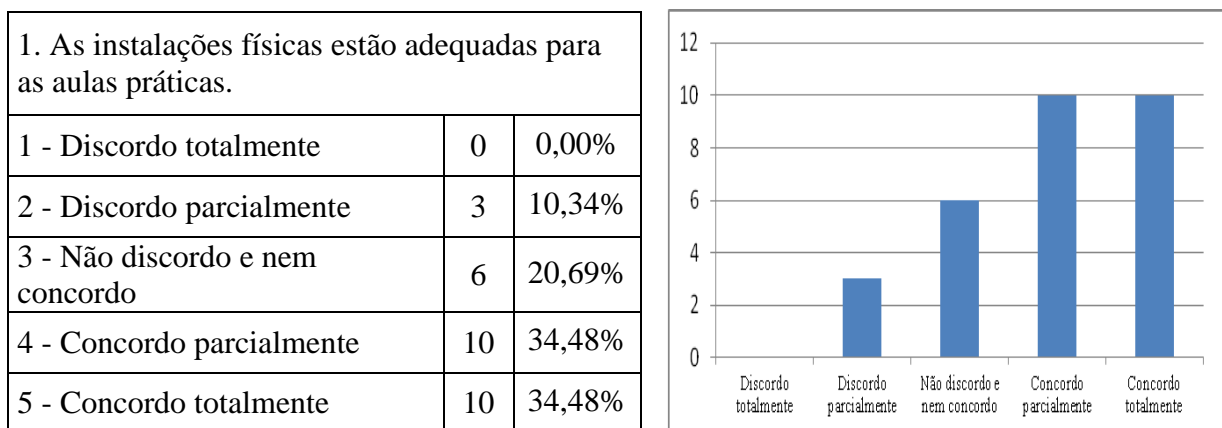 1. As instalações físicas estão adequadas para
as aulas práticas.
1 - Discordo totalmente 0 0,00%
2 - Discordo parcialmente 3 10,34%
3 - Não discordo e nem
concordo 6 20,69%
4 - Concordo parcialmente 10 34,48%
5 - Concordo totalmente 10 34,48%
12
10
8
6
4
2
0
Discordo totalmente
Discordo parcialmente
Não discordo e nem concordo
Concordo parcialmente
Concordo totalmente